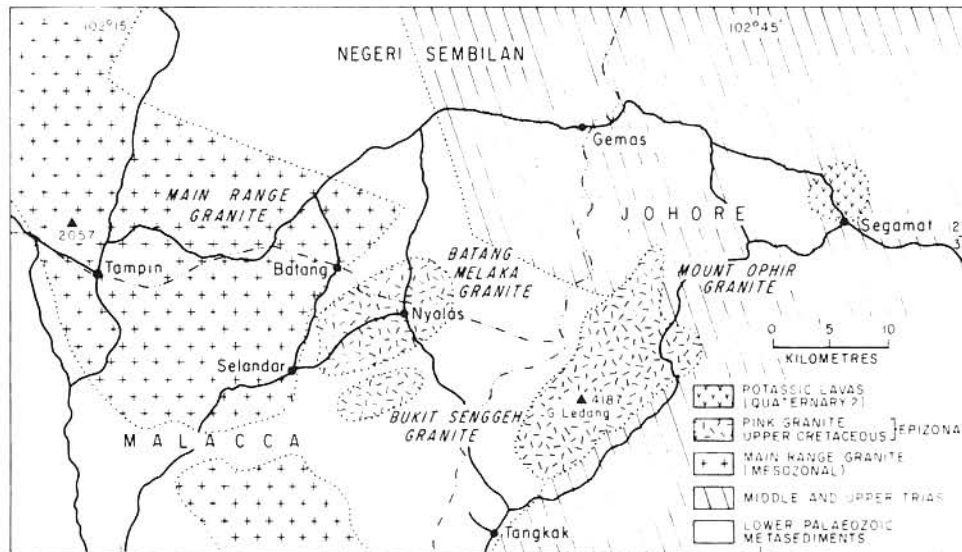 102°15'
102°45'
NEGERI SEMBILAN
Gemas
MAIN RANGE
GRANITE
JOHORE
2057
Segamat
Tampin
Batang
BATANG
MELAKA
GRANITE
MOUNT OPHIR
GRANITE
Nyalas
0 5 10
KILOMETRES
Selandar
4187
G. Ledang
BUKIT SENGGEH
GRANITE
MALACCA
Tangkak
POTASSIC LAVAS
(QUATERNARY?)
PINK GRANITE
UPPER CRETACEOUS
EPIZONAL
MAIN RANGE GRANITE
(MESOZONAL)
MIDDLE AND UPPER TRIAS
LOWER PALAEOZOIC
METASEDIMENTS